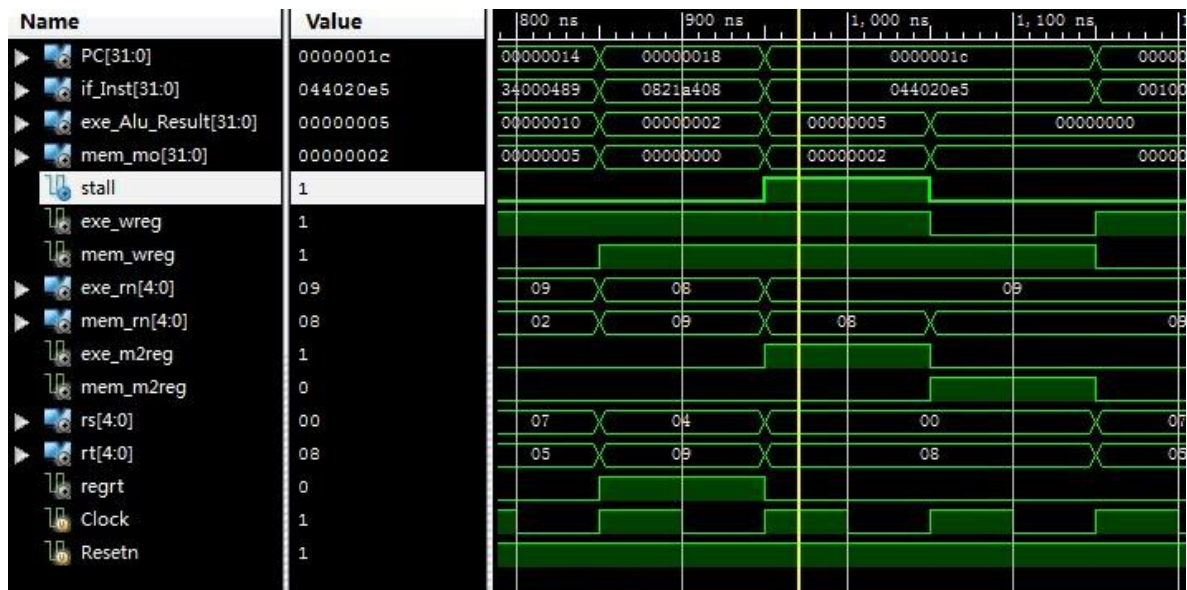 Name Value 800 ns 900 ns 1,000 ns 1,100 ns
PC[31:0] 0000001c 00000014 00000018 0000001c 00000
if_Inst[31:0] 044020e5 34000489 0821a408 044020e5 00100
exe_Alu_Result[31:0] 00000005 00000010 00000002 00000005 00000000
mem_mo[31:0] 00000002 00000005 00000000 00000002 00000
stall 1
exe_wreg 1
mem_wreg 1
exe_rn[4:0] 09 09 08 09
mem_rn[4:0] 08 02 09 08 09
exe_m2reg 1
mem_m2reg 0
rs[4:0] 00 07 04 00 07
rt[4:0] 08 05 09 08 05
regrt 0
Clock 1
Resetn 1